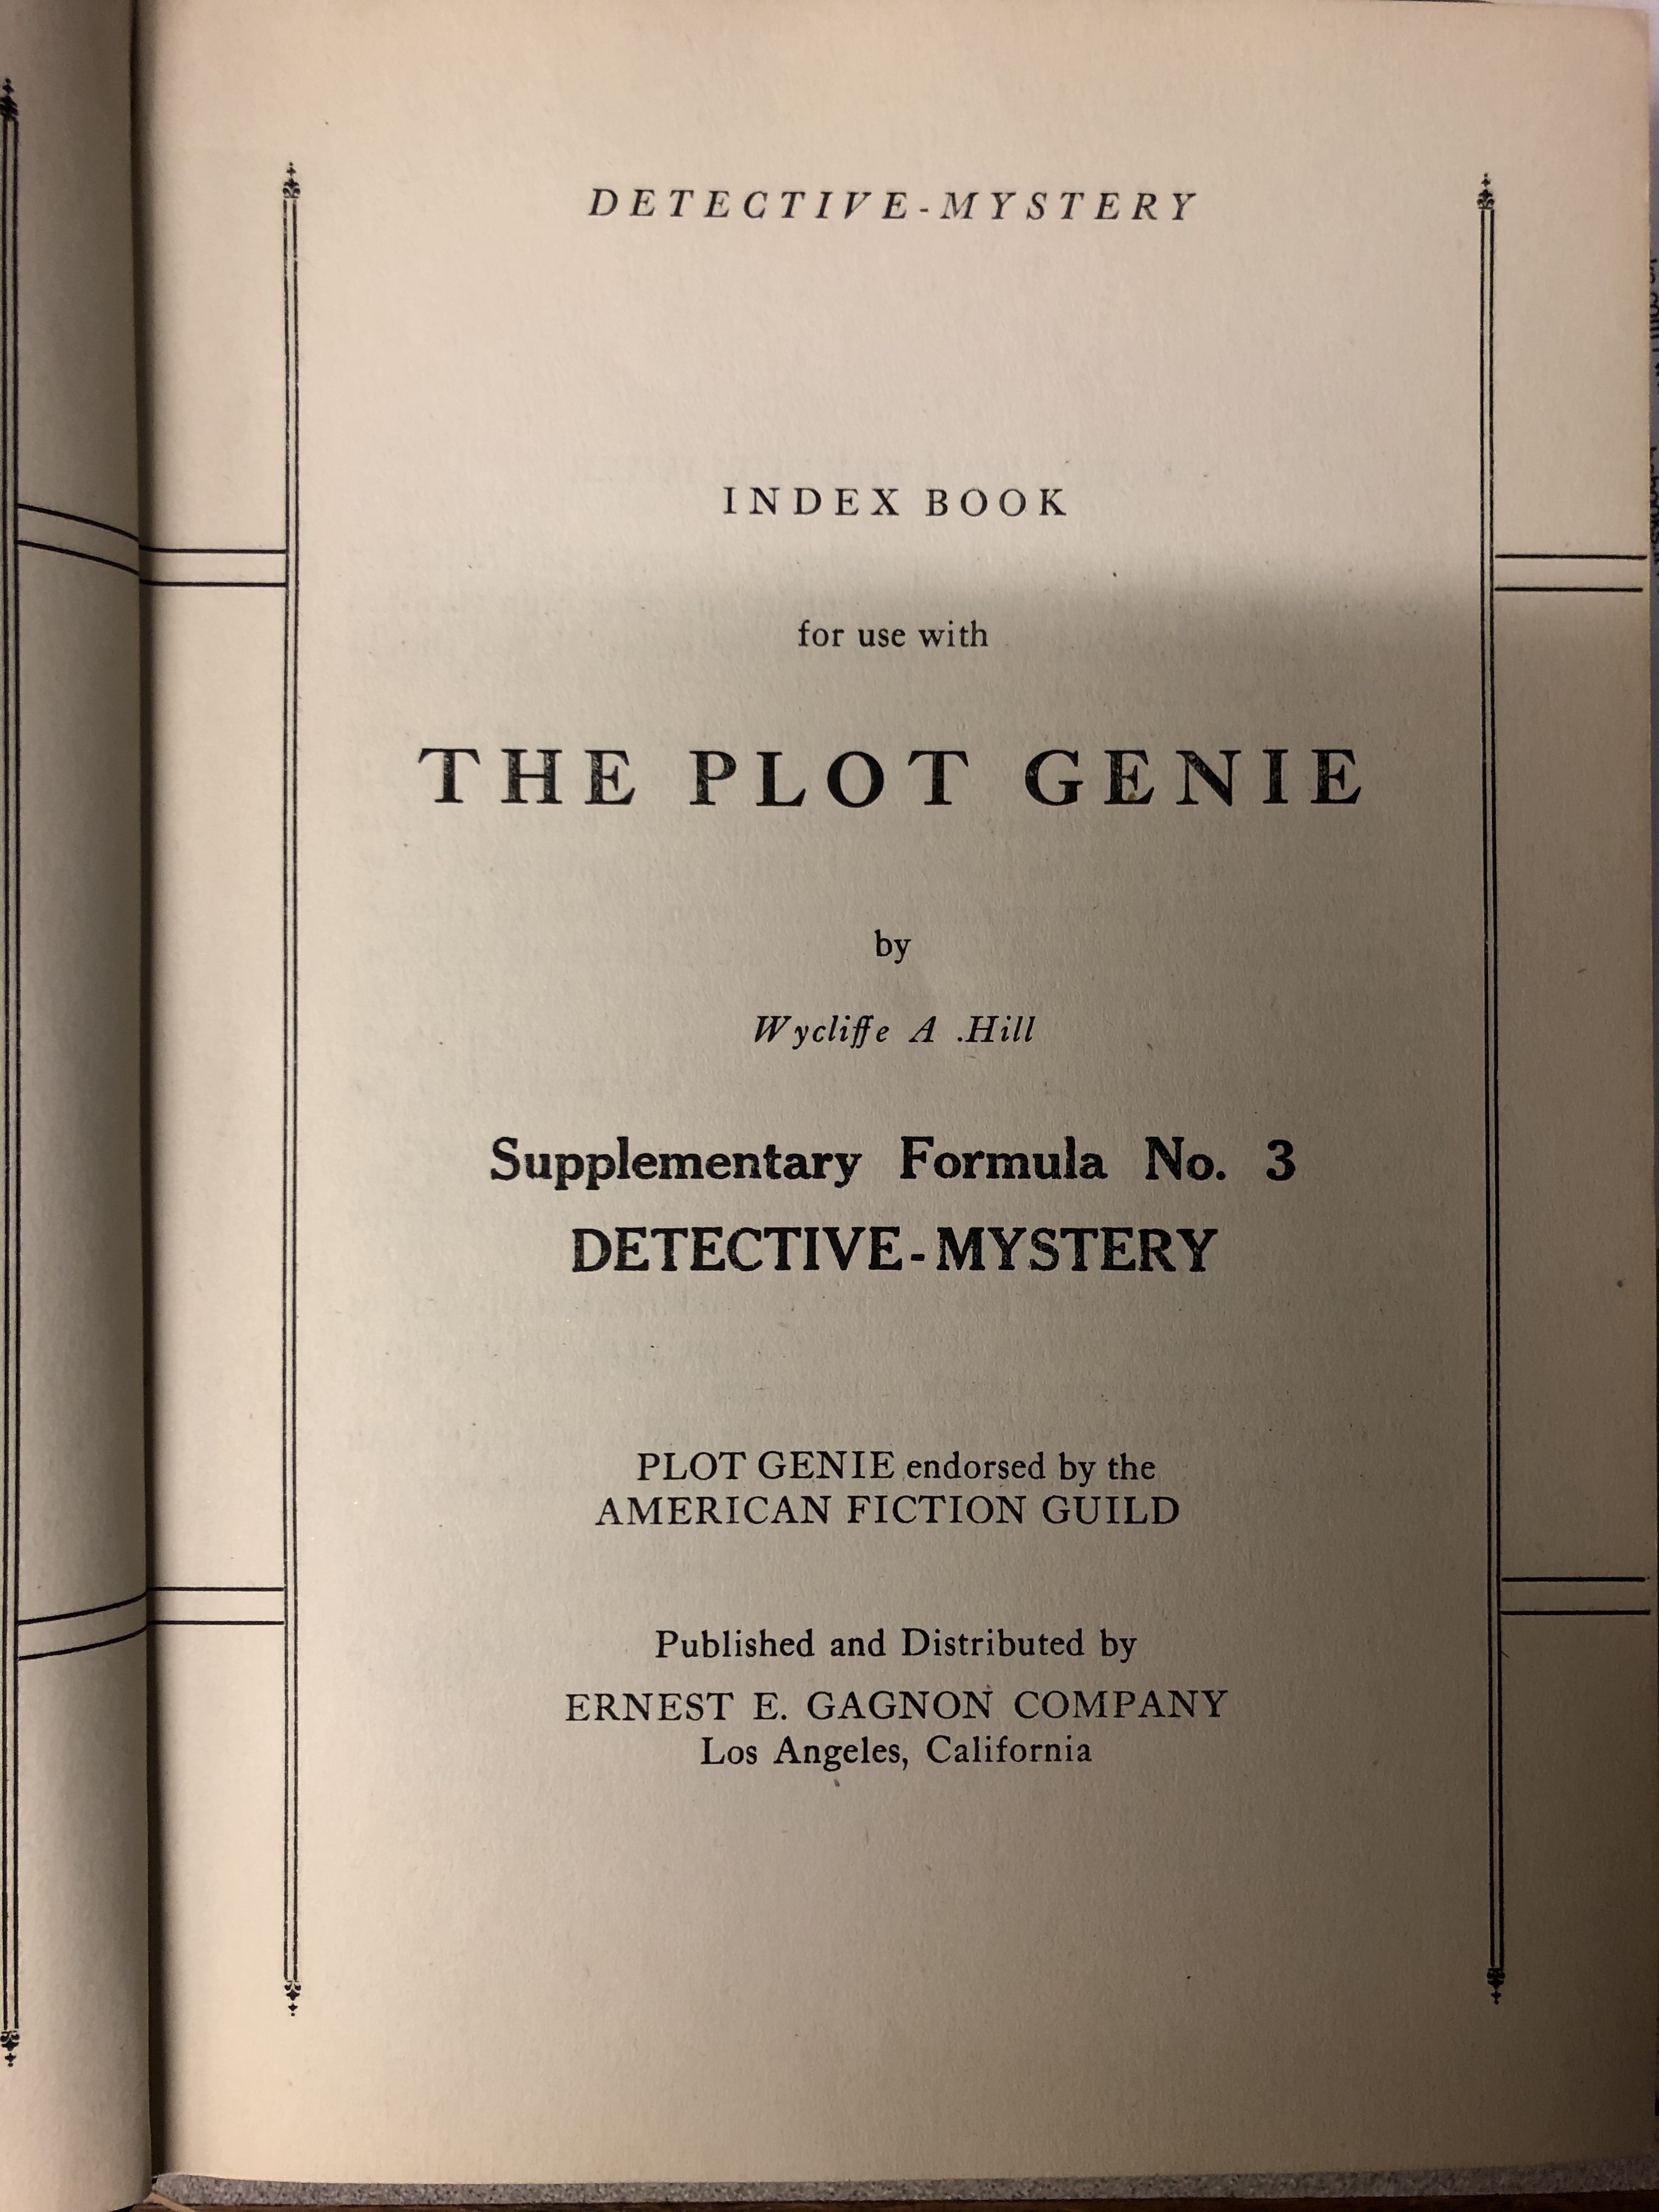 DETECTIVE-MYSTERY
INDEX BOOK
for use with
THE PLOT GENIE
by
Wycliffe A .Hill
Supplementary Formula No. 3
DETECTIVE-MYSTERY
PLOT GENIE endorsed by the
AMERICAN FICTION GUILD
Published and Distributed by
ERNEST E. GAGNON COMPANY
Los Angeles, California